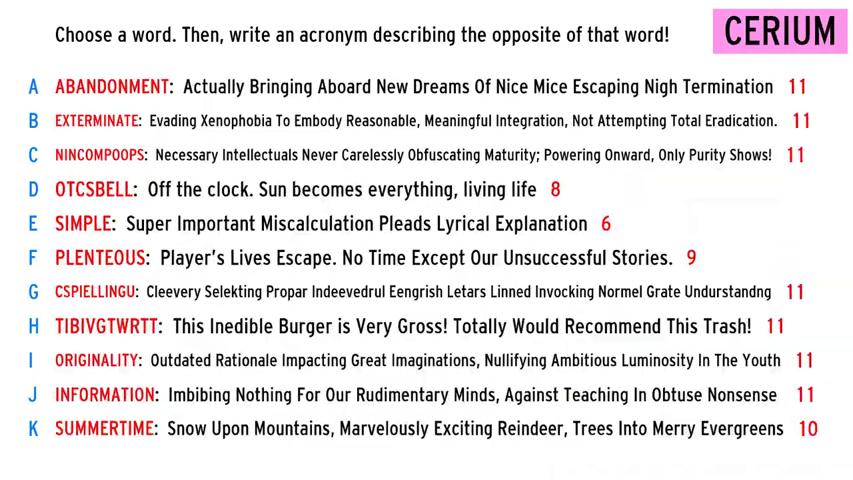 Choose a word. Then, write an acronym describing the opposite of that word!
CERIUM
A ABANDONMENT: Actually Bringing Aboard New Dreams Of Nice Mice Escaping Nigh Termination 11
B EXTERMINATE: Evading Xenophobia To Embody Reasonable, Meaningful Integration, Not Attempting Total Eradication. 11
C NINCOMPOOPS: Necessary Intellectuals Never Carelessly Obfuscating Maturity; Powering Onward, Only Purity Shows! 11
D OTCSBELL: Off the clock. Sun becomes everything, living life 8
E SIMPLE: Super Important Miscalculation Pleads Lyrical Explanation 6
F PLENTEOUS: Player's Lives Escape. No Time Except Our Unsuccessful Stories. 9
G CSPIELLINGU: Cleevery Selekting Propar Indeevedrul Eengrish Letars Linned Invocking Normel Grate Undurstandng 11
H TIBIVGTWRTT: This Inedible Burger is Very Gross! Totally Would Recommend This Trash! 11
I ORIGINALITY: Outdated Rationale Impacting Great Imaginations, Nullifying Ambitious Luminosity In The Youth 11
J INFORMATION: Imbibing Nothing For Our Rudimentary Minds, Against Teaching In Obtuse Nonsense 11
K SUMMERTIME: Snow Upon Mountains, Marvelously Exciting Reindeer, Trees Into Merry Evergreens 10